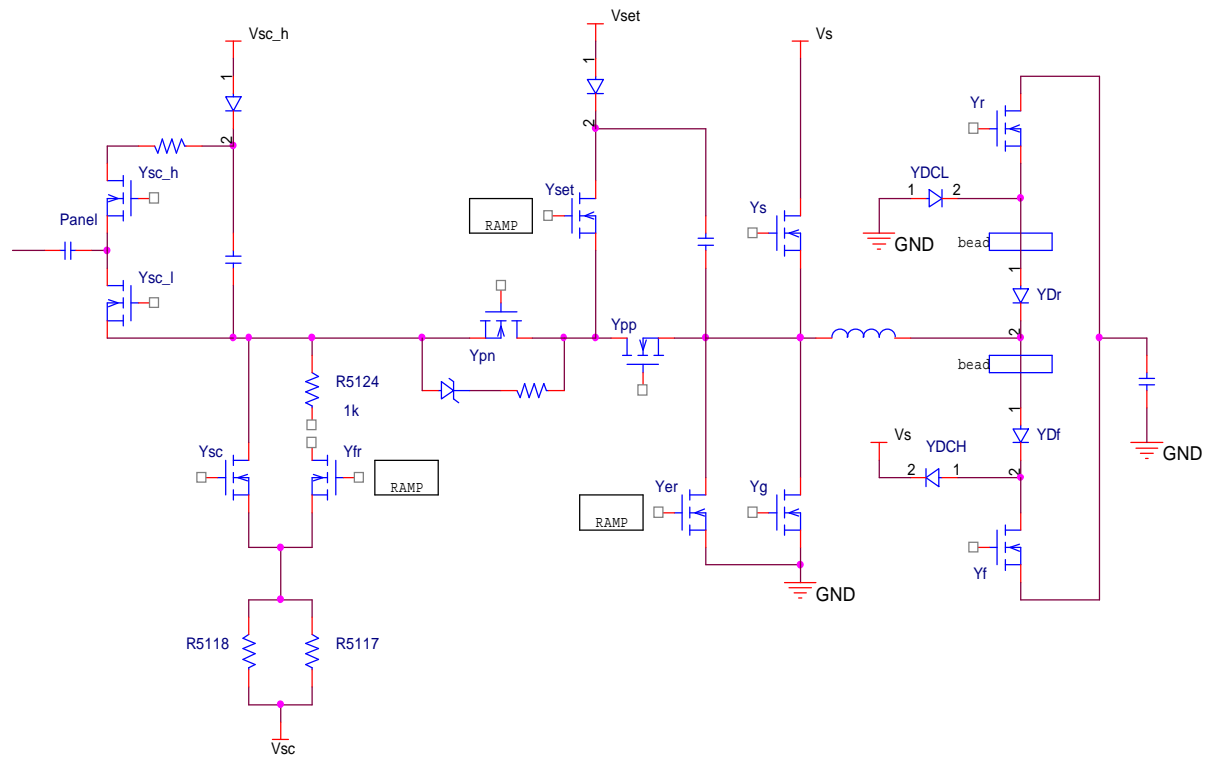 Vset
Vsc_h
Vs
1
1
Yr
2
2
Ysc_h
Yset
YDCL
1
2
Panel
RAMP
Ys
GND
bead
Ysc_l
1
YDr
2
Ypn
Ypp
bead
R5124
1k
1
YDf
Vs
YDCH
2
1
2
GND
Ysc
Yfr
RAMP
Yer
Yg
RAMP
Yf
GND
R5118
R5117
Vsc